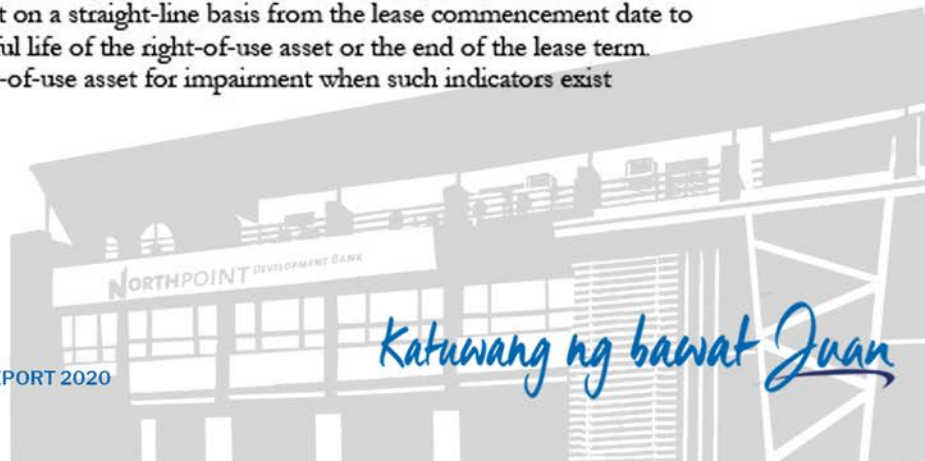 t on a straight-line basis from the lease commencement date to
ful life of the right-of-use asset or the end of the lease term.
-of-use asset for impairment when such indicators exist
NORTHPOINT DEVELOPMENT BANK
Katuwang ng bawat Juan
EPORT 2020